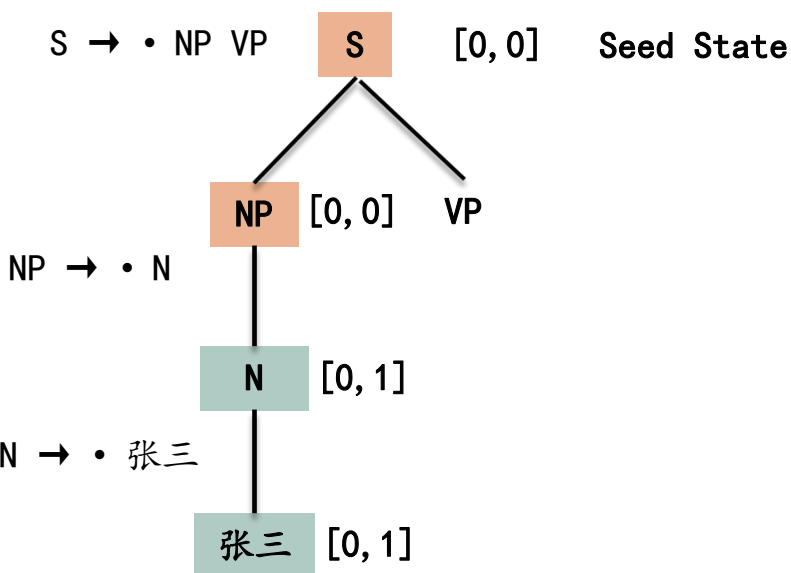 S → • NP VP S [0,0] Seed State
NP [0,0] VP
NP → • N
N [0,1]
N → • 张三
张三 [0,1]